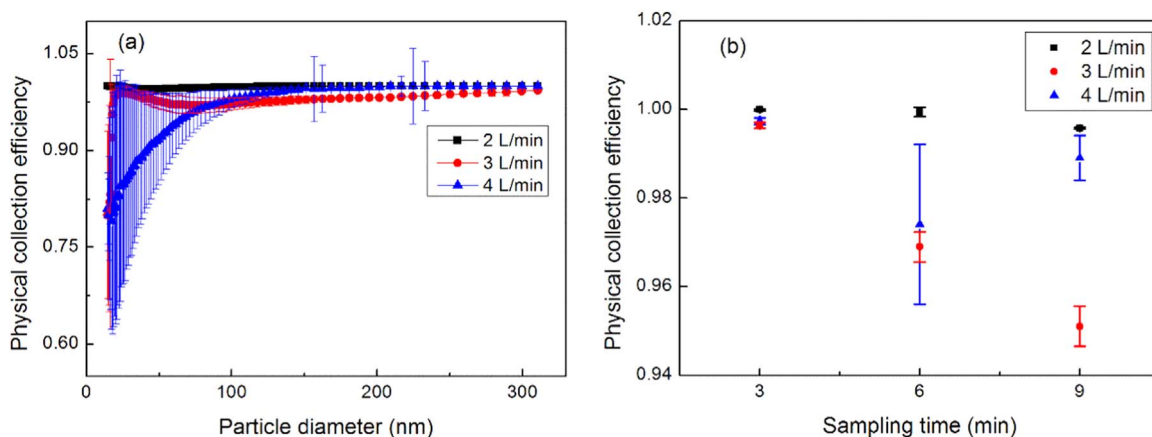 (a)
1.05
0.90
0.75
0.60
Physical collection efficiency
2 L/min
3 L/min
4 L/min
0
100
200
300
Particle diameter (nm)
(b)
1.02
1.00
0.98
0.96
0.94
Physical collection efficiency
2 L/min
3 L/min
4 L/min
3
6
9
Sampling time (min)